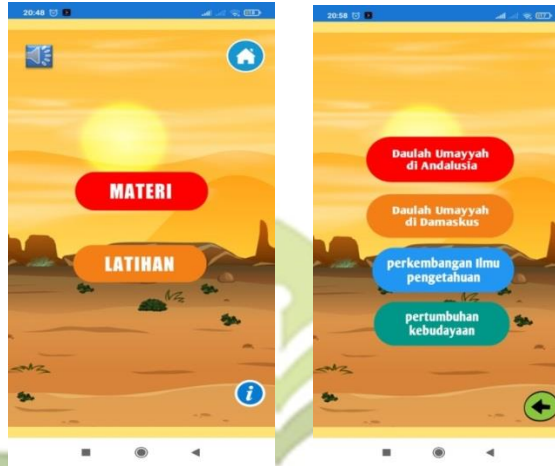 20:48
MATERI
LATIHAN
i
20:58
Daulah Umayyah
di Andalusia
Daulah Umayyah
di Damaskus
perkembangan Ilmu
pengetahuan
pertumbuhan
kebudayaan